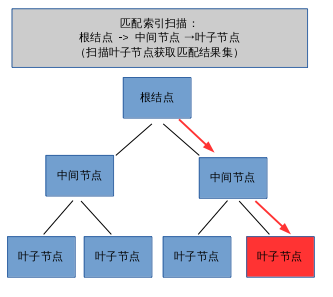 匹配索引扫描：
根结点 -> 中间节点 →叶子节点
（扫描叶子节点获取匹配结果集）
根结点
中间节点
中间节点
叶子节点
叶子节点
叶子节点
叶子节点